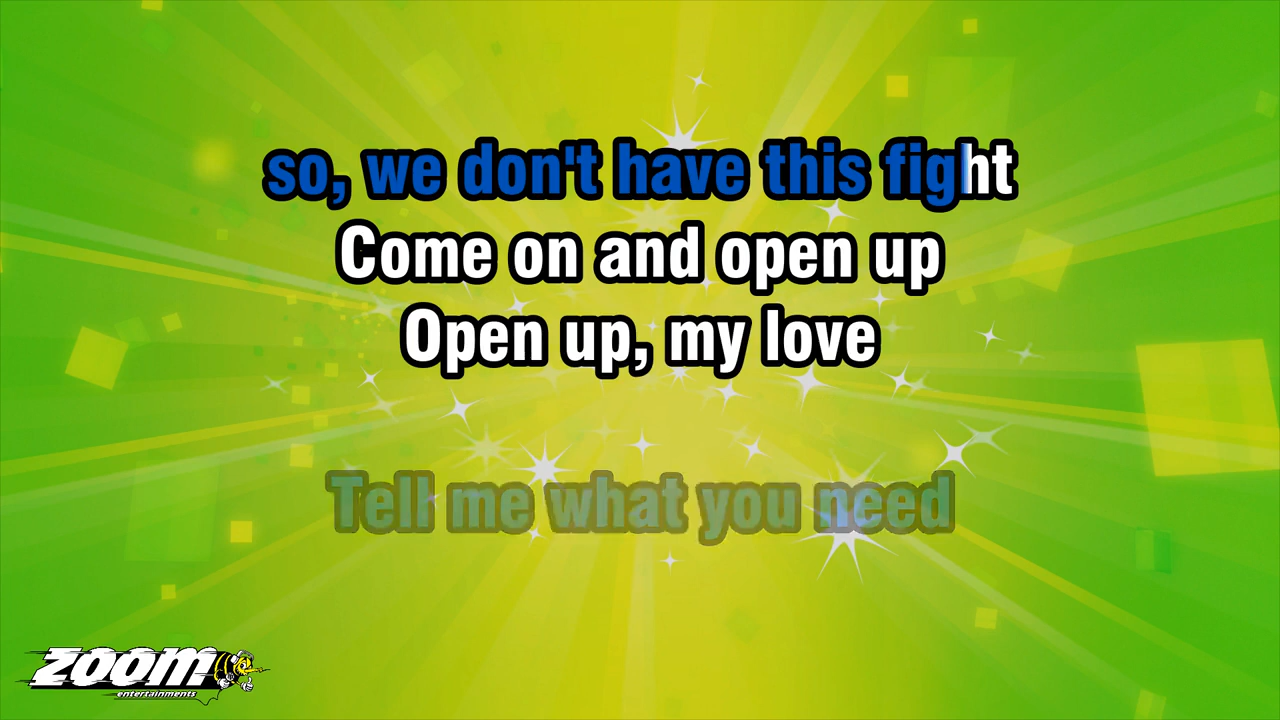 so, we don't have this fight
Come on and open up
Open up, my love
Tell me what you need
ZOOM
entertainments